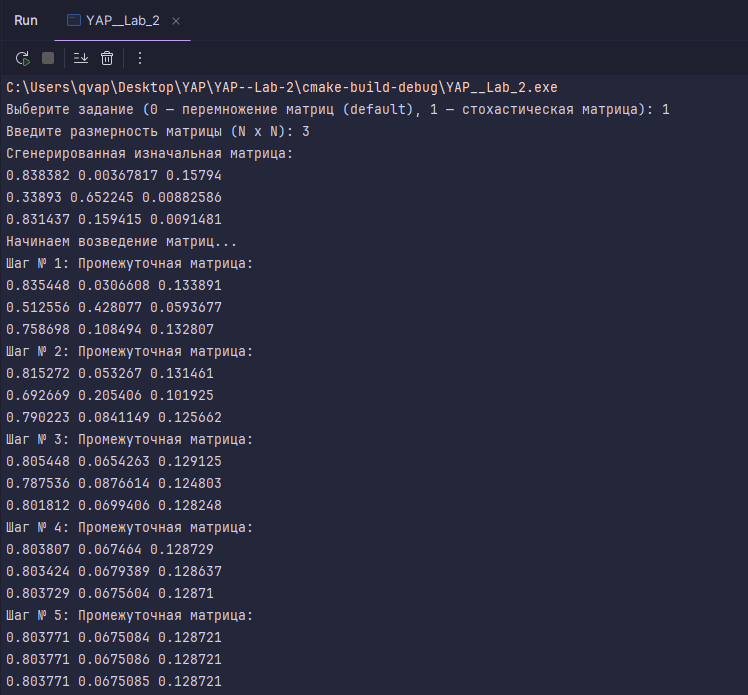 Run YAP__Lab_2
C:\Users\qvap\Desktop\YAP\YAP--Lab-2\cmake-build-debug\YAP__Lab_2.exe
Выберите задание (0 — перемножение матриц (default), 1 — стохастическая матрица): 1
Введите размерность матрицы (N x N): 3
Сгенерированная изначальная матрица:
0.838382 0.00367817 0.15794
0.33893 0.652245 0.00882586
0.831437 0.159415 0.0091481
Начинаем возведение матриц...
Шаг № 1: Промежуточная матрица:
0.835448 0.0306608 0.133891
0.512556 0.428077 0.0593677
0.758698 0.108494 0.132807
Шаг № 2: Промежуточная матрица:
0.815272 0.053267 0.131461
0.692669 0.205406 0.101925
0.790223 0.0841149 0.125662
Шаг № 3: Промежуточная матрица:
0.805448 0.0654263 0.129125
0.787536 0.0876614 0.124803
0.801812 0.0699406 0.128248
Шаг № 4: Промежуточная матрица:
0.803807 0.067464 0.128729
0.803424 0.0679389 0.128637
0.803729 0.0675604 0.12871
Шаг № 5: Промежуточная матрица:
0.803771 0.0675084 0.128721
0.803771 0.0675086 0.128721
0.803771 0.0675085 0.128721